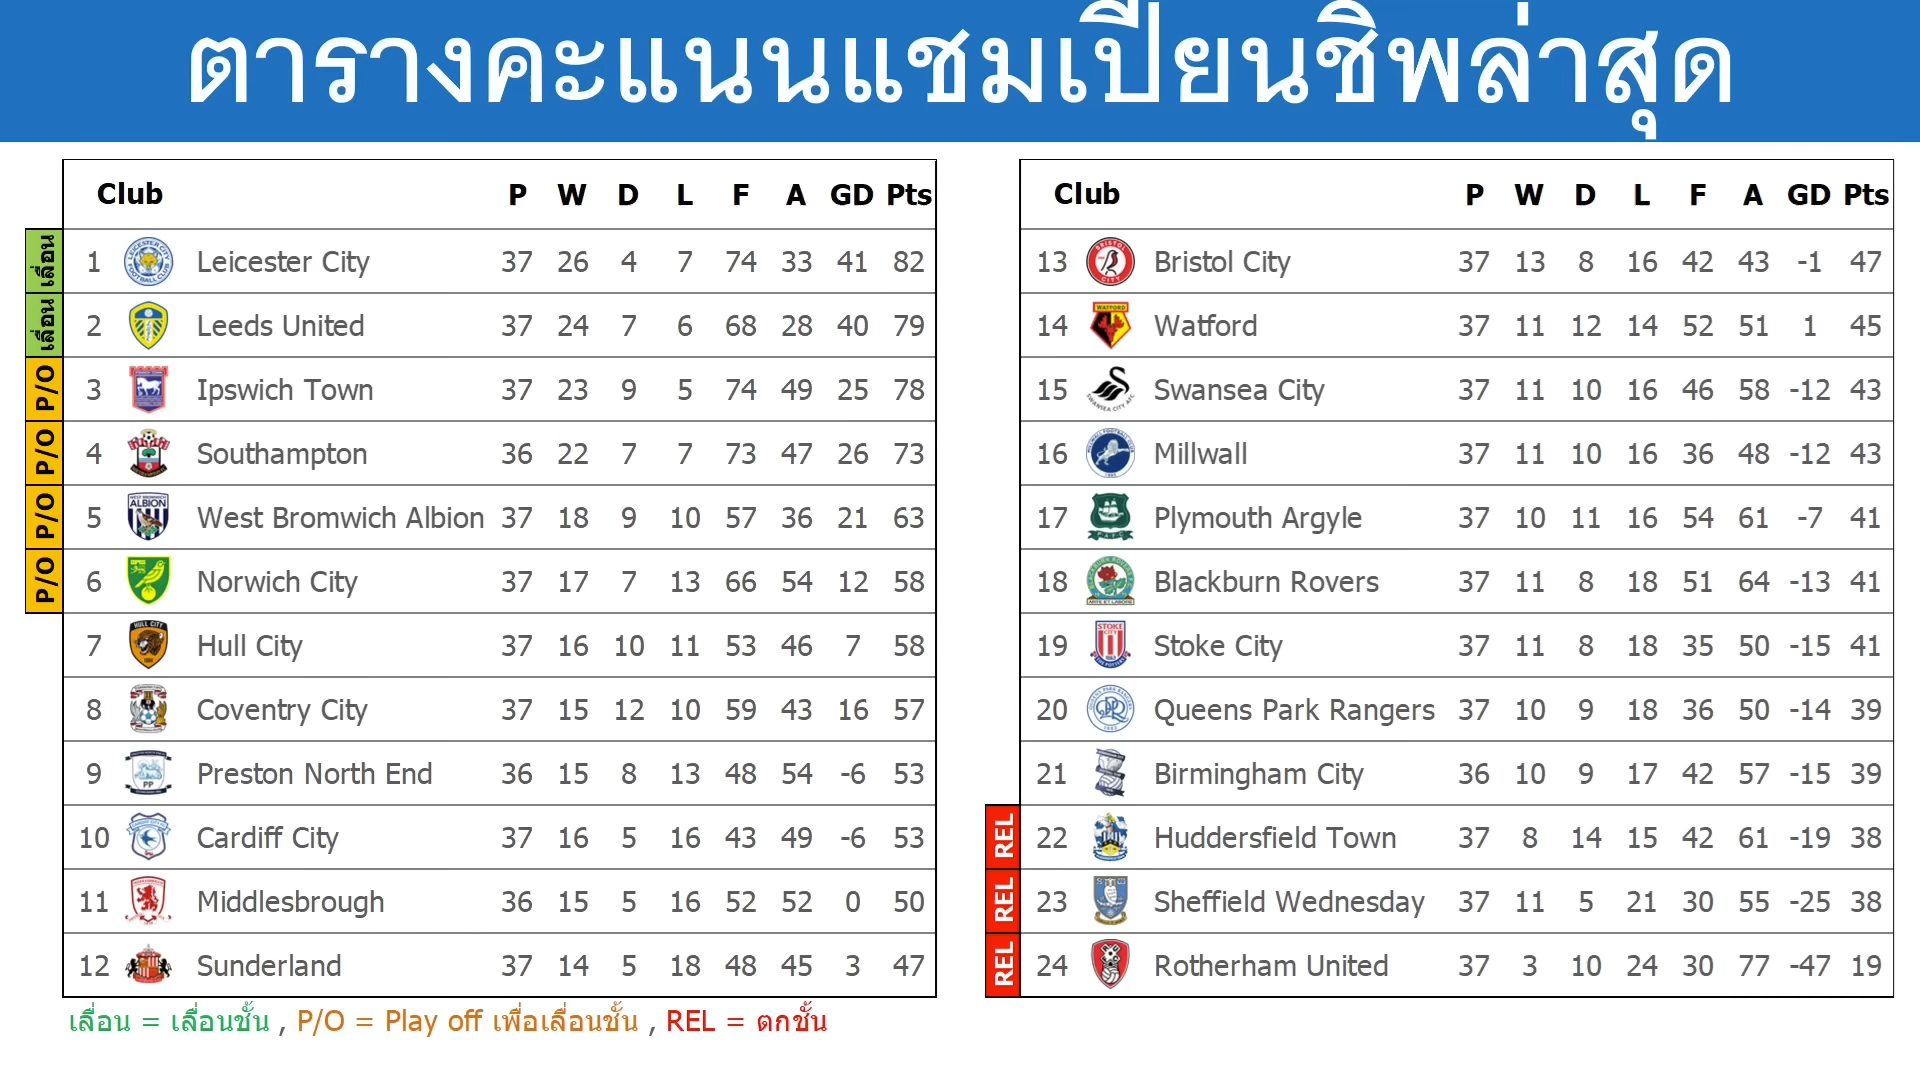 ตารางคะแนนแชมเปี้ยนชิพล่าสุด
Club P W D L F A GD Pts
เลื่อน 1 Leicester City 37 26 4 7 74 33 41 82
เลื่อน 2 Leeds United 37 24 7 6 68 28 40 79
P/O 3 Ipswich Town 37 23 9 5 74 49 25 78
P/O 4 Southampton 36 22 7 7 73 47 26 73
P/O 5 West Bromwich Albion 37 18 9 10 57 36 21 63
P/O 6 Norwich City 37 17 7 13 66 54 12 58
7 Hull City 37 16 10 11 53 46 7 58
8 Coventry City 37 15 12 10 59 43 16 57
9 Preston North End 36 15 8 13 48 54 -6 53
10 Cardiff City 37 16 5 16 43 49 -6 53
11 Middlesbrough 36 15 5 16 52 52 0 50
12 Sunderland 37 14 5 18 48 45 3 47
Club P W D L F A GD Pts
13 Bristol City 37 13 8 16 42 43 -1 47
14 Watford 37 11 12 14 52 51 1 45
15 Swansea City 37 11 10 16 46 58 -12 43
16 Millwall 37 11 10 16 36 48 -12 43
17 Plymouth Argyle 37 10 11 16 54 61 -7 41
18 Blackburn Rovers 37 11 8 18 51 64 -13 41
19 Stoke City 37 11 8 18 35 50 -15 41
20 Queens Park Rangers 37 10 9 18 36 50 -14 39
21 Birmingham City 36 10 9 17 42 57 -15 39
REL 22 Huddersfield Town 37 8 14 15 42 61 -19 38
REL 23 Sheffield Wednesday 37 11 5 21 30 55 -25 38
REL 24 Rotherham United 37 3 10 24 30 77 -47 19
เลื่อน = เลื่อนชั้น , P/O = Play off เพื่อเลื่อนชั้น , REL = ตกชั้น